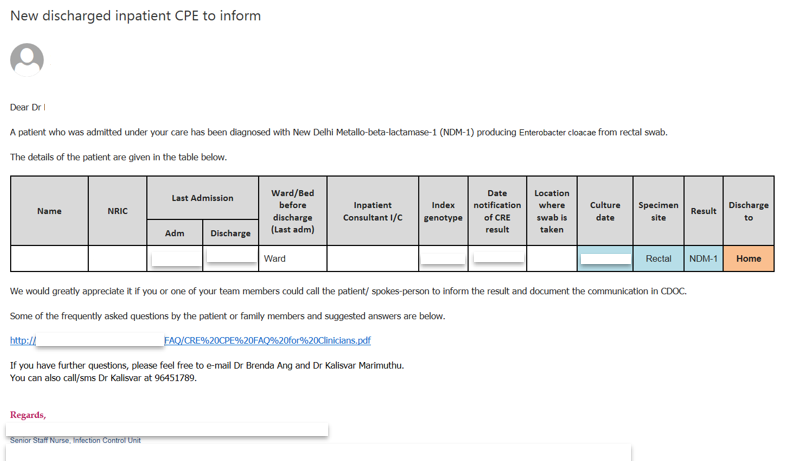 New discharged inpatient CPE to inform
Dear Dr
A patient who was admitted under your care has been diagnosed with New Delhi Metallo-beta-lactamase-1 (NDM-1) producing Enterobacter cloacae from rectal swab.
The details of the patient are given in the table below.
Name
NRIC
Last Admission
Adm
Discharge
Ward/Bed
before
discharge
(Last adm)
Inpatient
Consultant I/C
Index
genotype
Date
notification
of CRE
result
Location
where
swab is
taken
Culture
date
Specimen
site
Result
Discharge
to
Ward
Rectal
NDM-1
Home
We would greatly appreciate it if you or one of your team members could call the patient/ spokes-person to inform the result and document the communication in CDOC.
Some of the frequently asked questions by the patient or family members and suggested answers are below.
http:// FAQ/CRE%20CPE%20FAQ%20for%20Clinicians.pdf
If you have further questions, please feel free to e-mail Dr Brenda Ang and Dr Kalisvar Marimuthu.
You can also call/sms Dr Kalisvar at 96451789.
Regards,
Senior Staff Nurse, Infection Control Unit